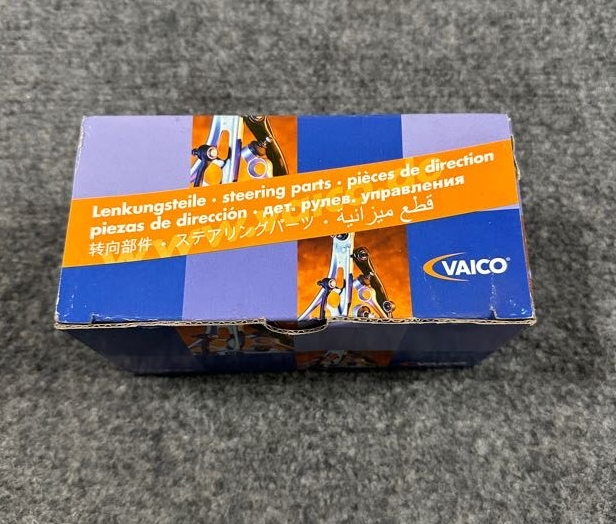 Lenkungsteile · steering parts · pièces de direction
piezas de dirección · дет. рулев. управления
转向部件 · ステアリングパーツ · قطع ميزانية
VAICO®